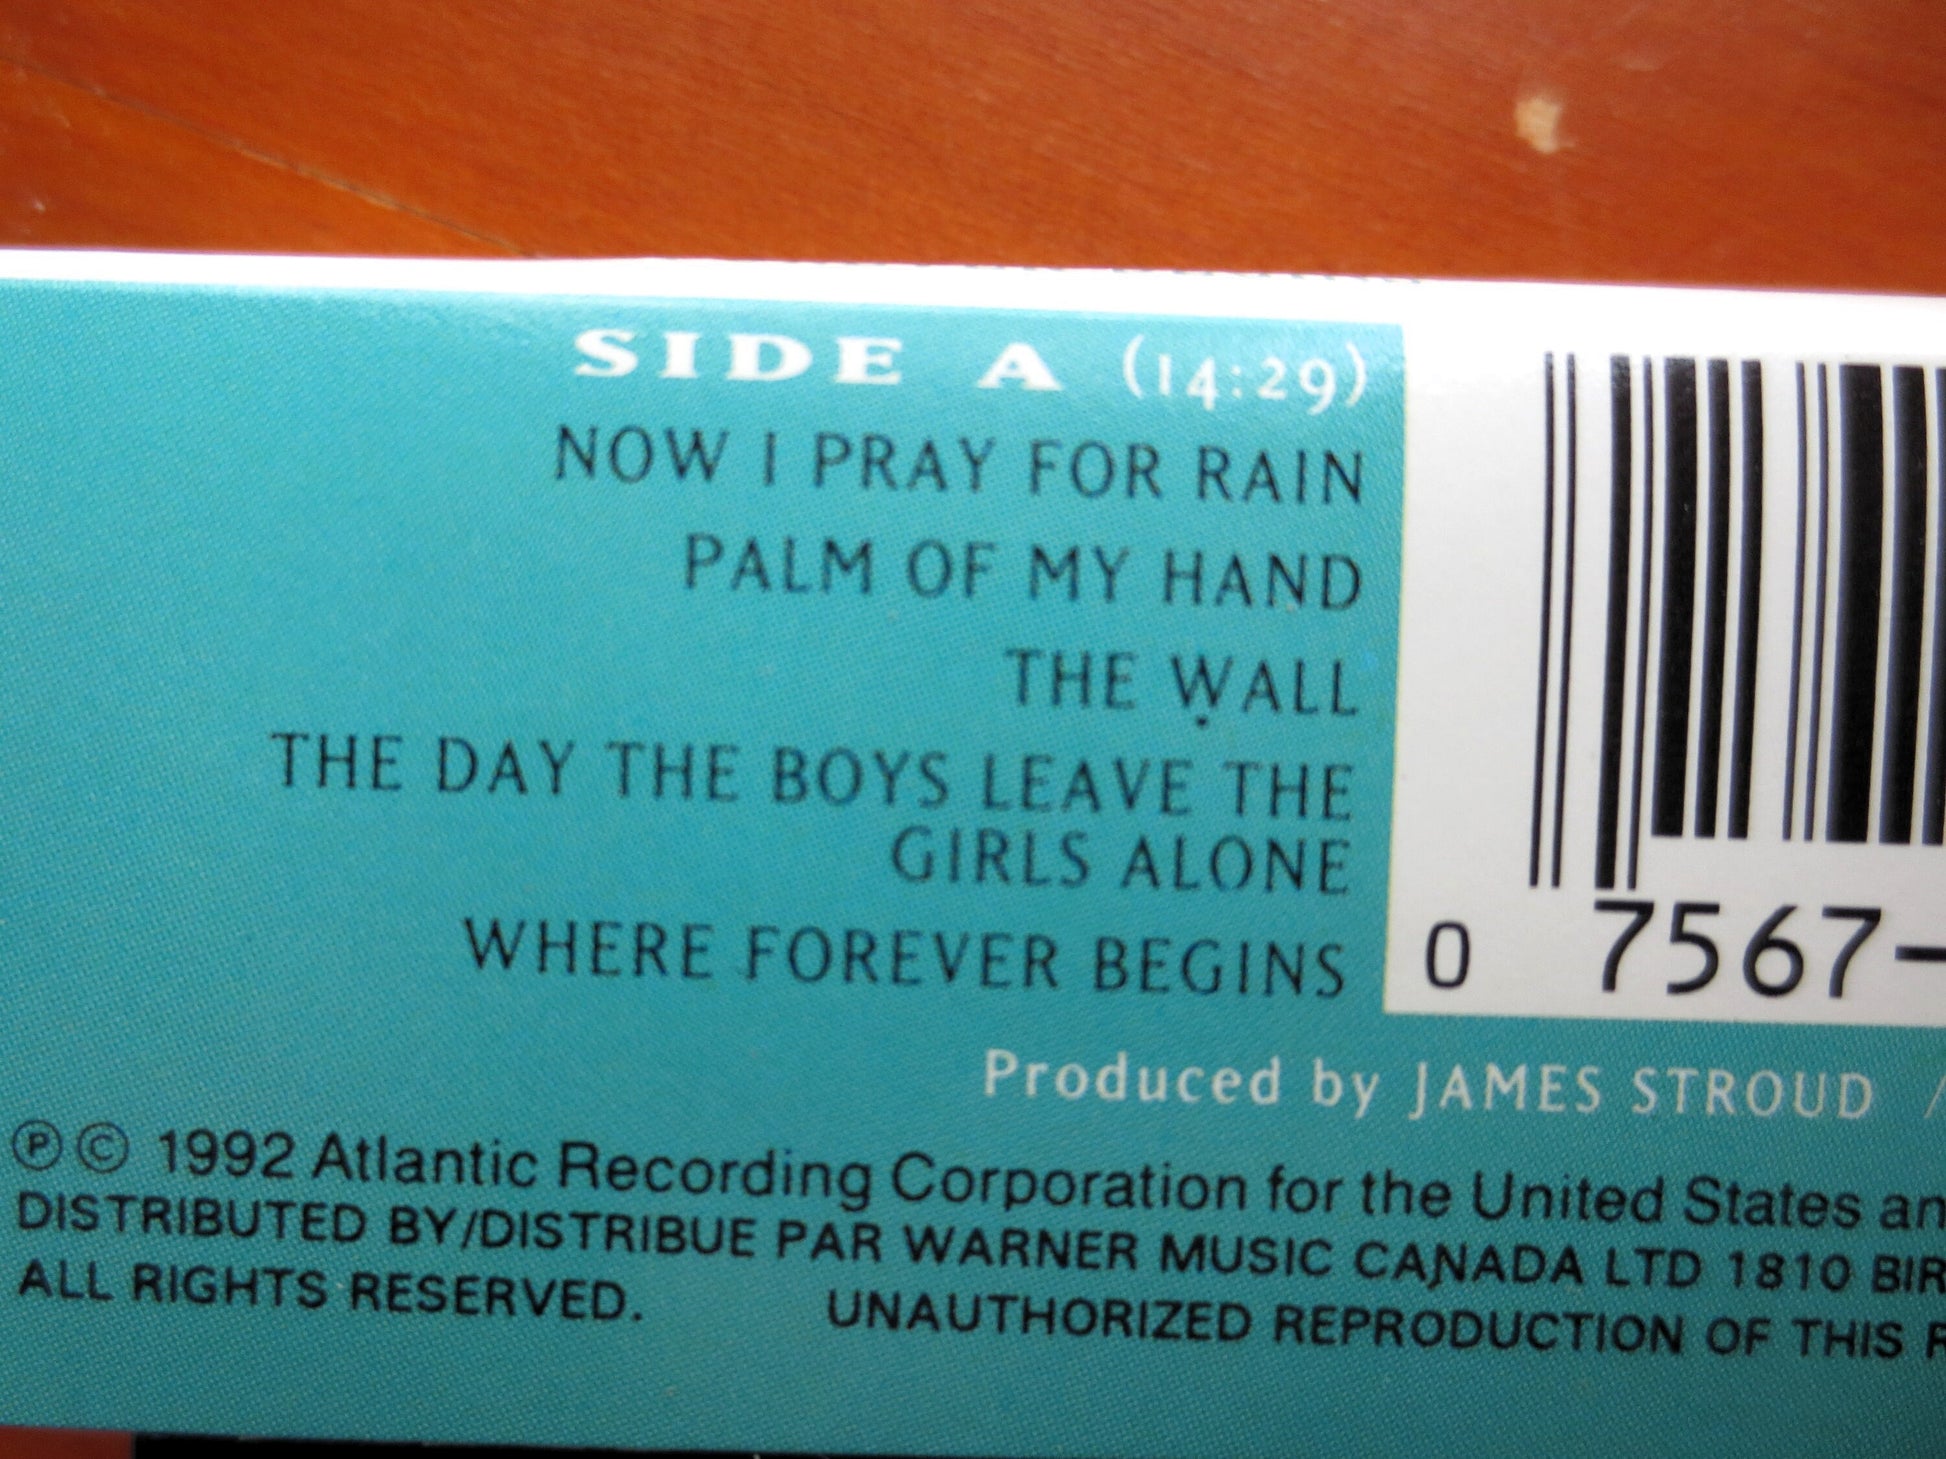 SIDE A (14:29)
NOW I PRAY FOR RAIN
PALM OF MY HAND
THE WALL
THE DAY THE BOYS LEAVE THE
GIRLS ALONE
WHERE FOREVER BEGINS
0 7567-
Produced by JAMES STROUD /
Ⓟ © 1992 Atlantic Recording Corporation for the United States an
DISTRIBUTED BY/DISTRIBUE PAR WARNER MUSIC CANADA LTD 1810 BIR
ALL RIGHTS RESERVED. UNAUTHORIZED REPRODUCTION OF THIS R